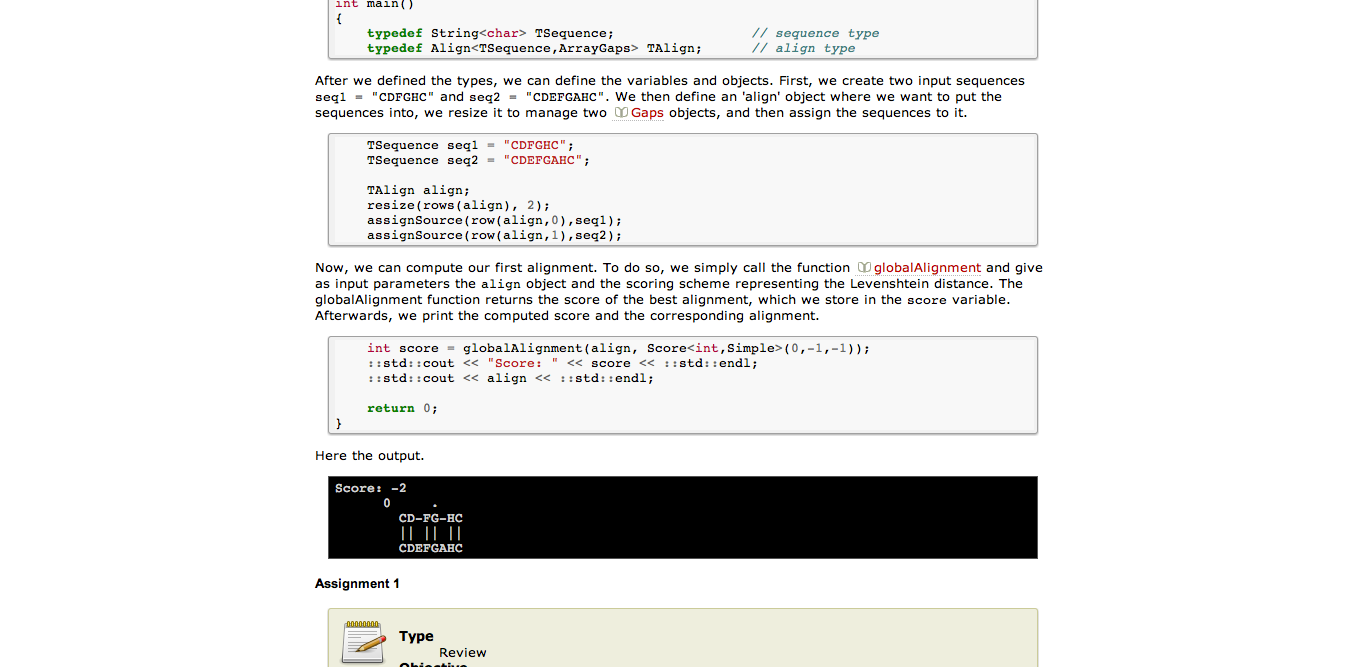 int main()
{
typedef String<char> TSequence; // sequence type
typedef Align<TSequence,ArrayGaps> TAlign; // align type
After we defined the types, we can define the variables and objects. First, we create two input sequences
seq1 = "CDFGHC" and seq2 = "CDEFGAHC". We then define an 'align' object where we want to put the
sequences into, we resize it to manage two Gaps objects, and then assign the sequences to it.
TSequence seq1 = "CDFGHC";
TSequence seq2 = "CDEFGAHC";
TAlign align;
resize(rows(align), 2);
assignSource(row(align,0),seq1);
assignSource(row(align,1),seq2);
Now, we can compute our first alignment. To do so, we simply call the function globalAlignment and give
as input parameters the align object and the scoring scheme representing the Levenshtein distance. The
globalAlignment function returns the score of the best alignment, which we store in the score variable.
Afterwards, we print the computed score and the corresponding alignment.
int score = globalAlignment(align, Score<int,Simple>(0,-1,-1));
::std::cout << "Score: " << score << ::std::endl;
::std::cout << align << ::std::endl;
return 0;
}
Here the output.
Score: -2
0 .
CD-FG-HC
|| || ||
CDEFGAHC
Assignment 1
Type
Review
Objective